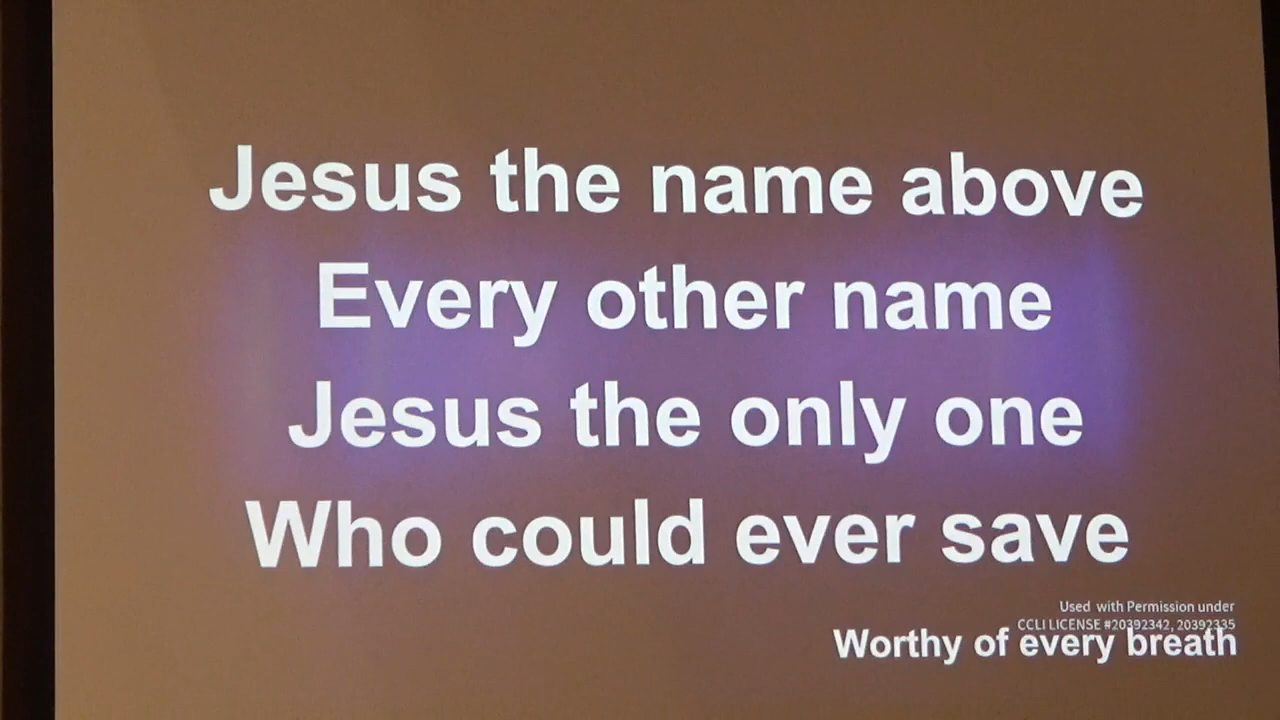 Jesus the name above
Every other name
Jesus the only one
Who could ever save
Used with Permission under
CCLI LICENSE #20392342, 20392335
Worthy of every breath